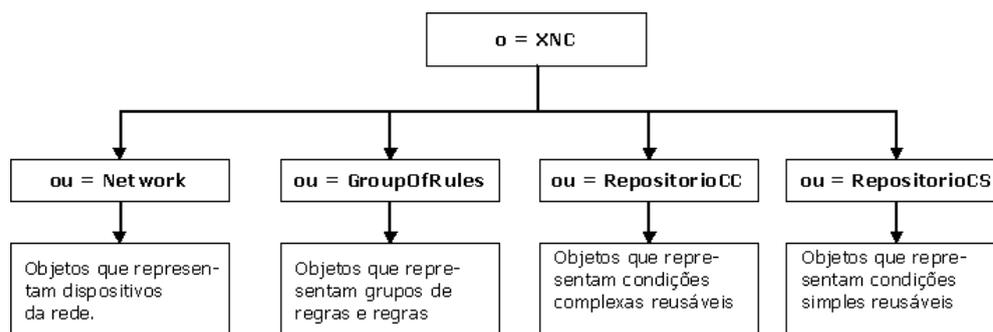 o = XNC
ou = Network
ou = GroupOfRules
ou = RepositorioCC
ou = RepositorioCS
Objetos que represen-
tam dispositivos
da rede.
Objetos que repre-
sentam grupos de
regras e regras
Objetos que repre-
sentam condições
complexas reusáveis
Objetos que repre-
sentam condições
simples reusáveis